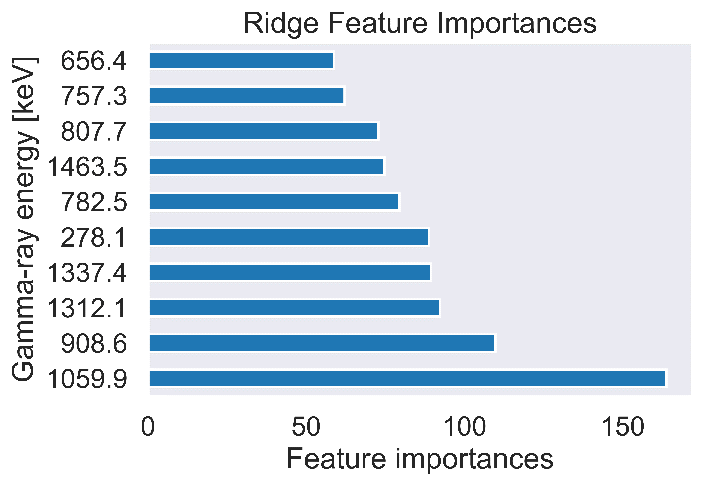 Ridge Feature Importances
Gamma-ray energy [keV]
656.4
757.3
807.7
1463.5
782.5
278.1
1337.4
1312.1
908.6
1059.9
0 50 100 150
Feature importances